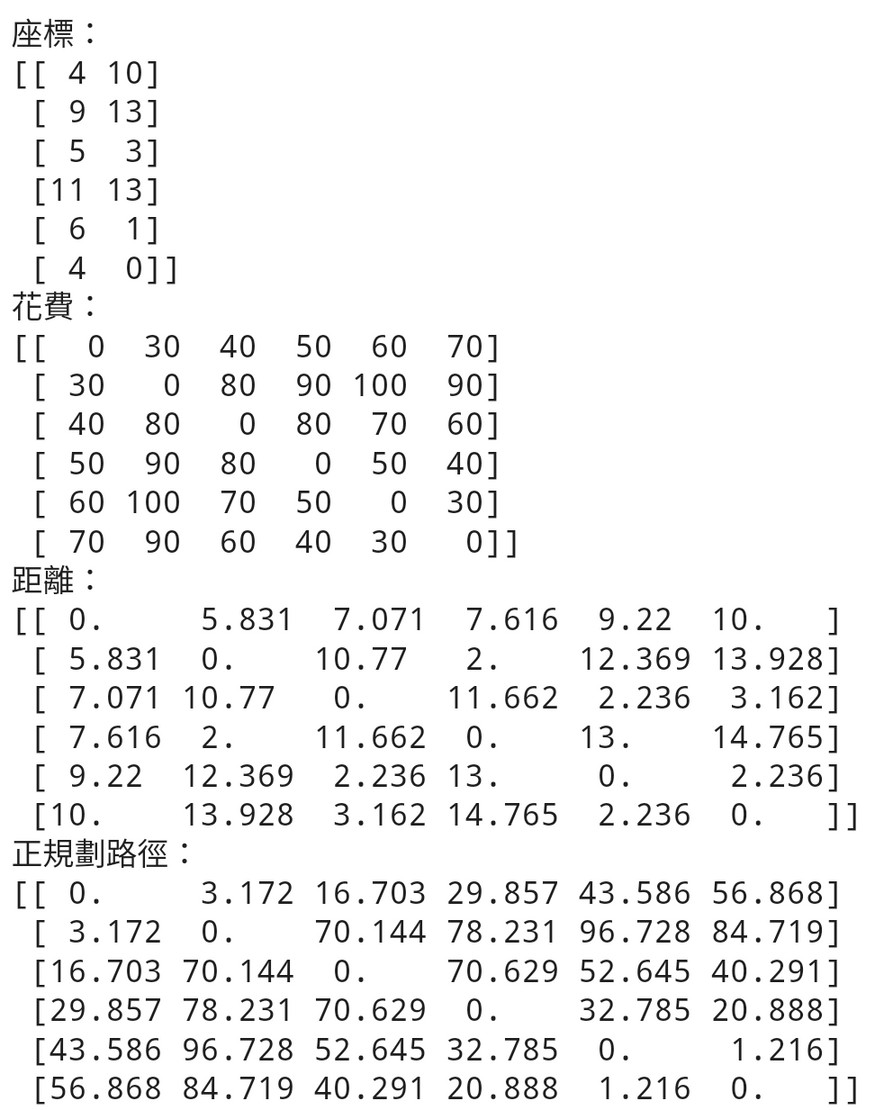 座標：
[[ 4 10]
 [ 9 13]
 [ 5  3]
 [11 13]
 [ 6  1]
 [ 4  0]]
花費：
[[  0  30  40  50  60  70]
 [ 30   0  80  90 100  90]
 [ 40  80   0  80  70  60]
 [ 50  90  80   0  50  40]
 [ 60 100  70  50   0  30]
 [ 70  90  60  40  30   0]]
距離：
[[ 0.     5.831  7.071  7.616  9.22  10.   ]
 [ 5.831  0.    10.77   2.    12.369 13.928]
 [ 7.071 10.77   0.    11.662  2.236  3.162]
 [ 7.616  2.    11.662  0.    13.    14.765]
 [ 9.22  12.369  2.236 13.     0.     2.236]
 [10.    13.928  3.162 14.765  2.236  0.   ]]
正規劃路徑：
[[ 0.     3.172 16.703 29.857 43.586 56.868]
 [ 3.172  0.    70.144 78.231 96.728 84.719]
 [16.703 70.144  0.    70.629 52.645 40.291]
 [29.857 78.231 70.629  0.    32.785 20.888]
 [43.586 96.728 52.645 32.785  0.     1.216]
 [56.868 84.719 40.291 20.888  1.216  0.   ]]